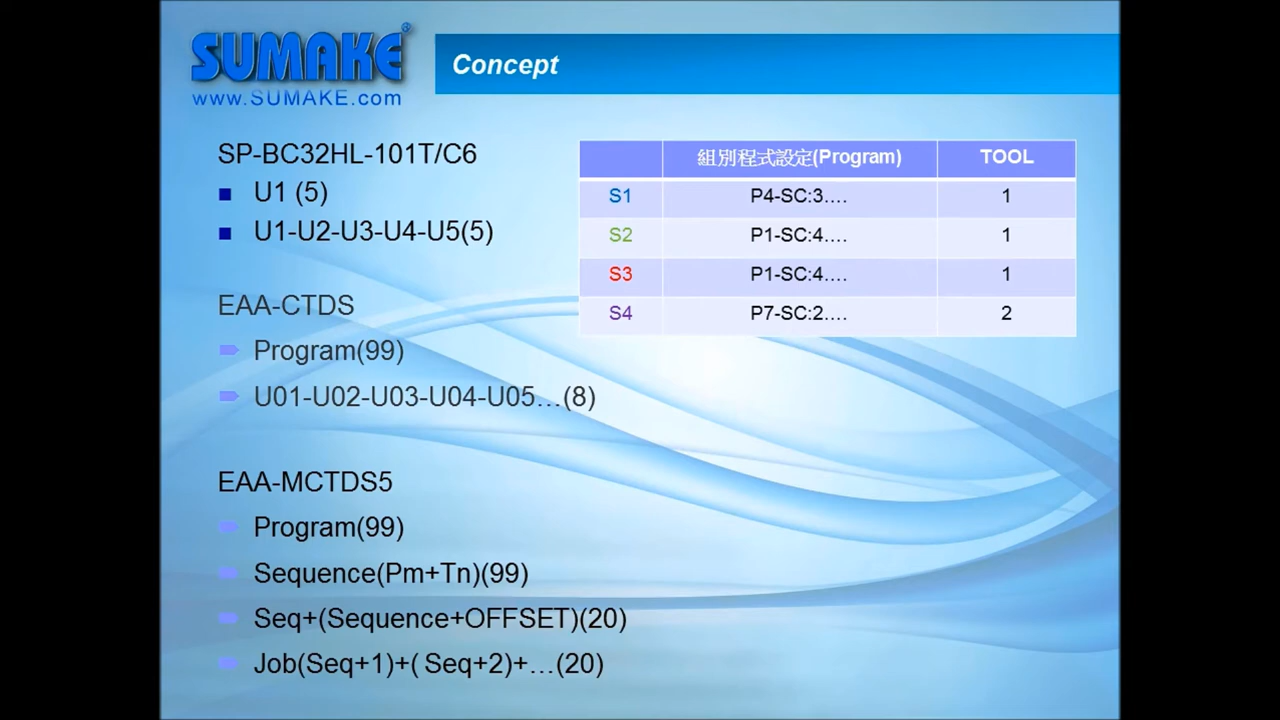 SUMAKE®
www.SUMAKE.com
Concept
SP-BC32HL-101T/C6
U1 (5)
U1-U2-U3-U4-U5(5)
EAA-CTDS
Program(99)
U01-U02-U03-U04-U05…(8)
EAA-MCTDS5
Program(99)
Sequence(Pm+Tn)(99)
Seq+(Sequence+OFFSET)(20)
Job(Seq+1)+( Seq+2)+…(20)
組別程式設定(Program) TOOL
S1 P4-SC:3…. 1
S2 P1-SC:4…. 1
S3 P1-SC:4…. 1
S4 P7-SC:2…. 2